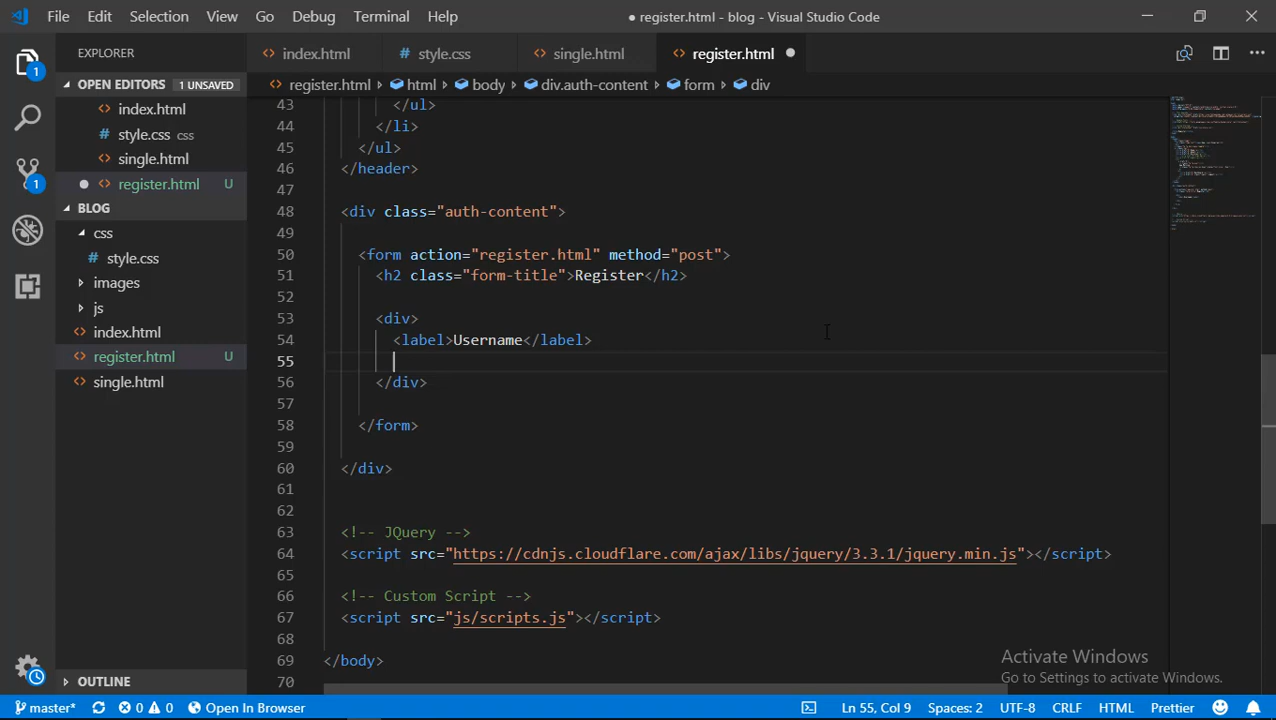 File Edit Selection View Go Debug Terminal Help
● register.html - blog - Visual Studio Code
EXPLORER
index.html
style.css
single.html
register.html
OPEN EDITORS 1 UNSAVED
index.html
style.css css
single.html
register.html U
BLOG
css
style.css
images
js
index.html
register.html U
single.html
OUTLINE
1
1
register.html > html > body > div.auth-content > form > div
43 </ul>
44 </li>
45 </ul>
46 </header>
47
48 <div class="auth-content">
49
50 <form action="register.html" method="post">
51 <h2 class="form-title">Register</h2>
52
53 <div>
54 <label>Username</label>
55
56 </div>
57
58 </form>
59
60 </div>
61
62
63 <!-- JQuery -->
64 <script src="https://cdnjs.cloudflare.com/ajax/libs/jquery/3.3.1/jquery.min.js"></script>
65
66 <!-- Custom Script -->
67 <script src="js/scripts.js"></script>
68
69 </body>
70
Activate Windows
Go to Settings to activate Windows.
master* 0 0 Open In Browser
Ln 55, Col 9 Spaces: 2 UTF-8 CRLF HTML Prettier